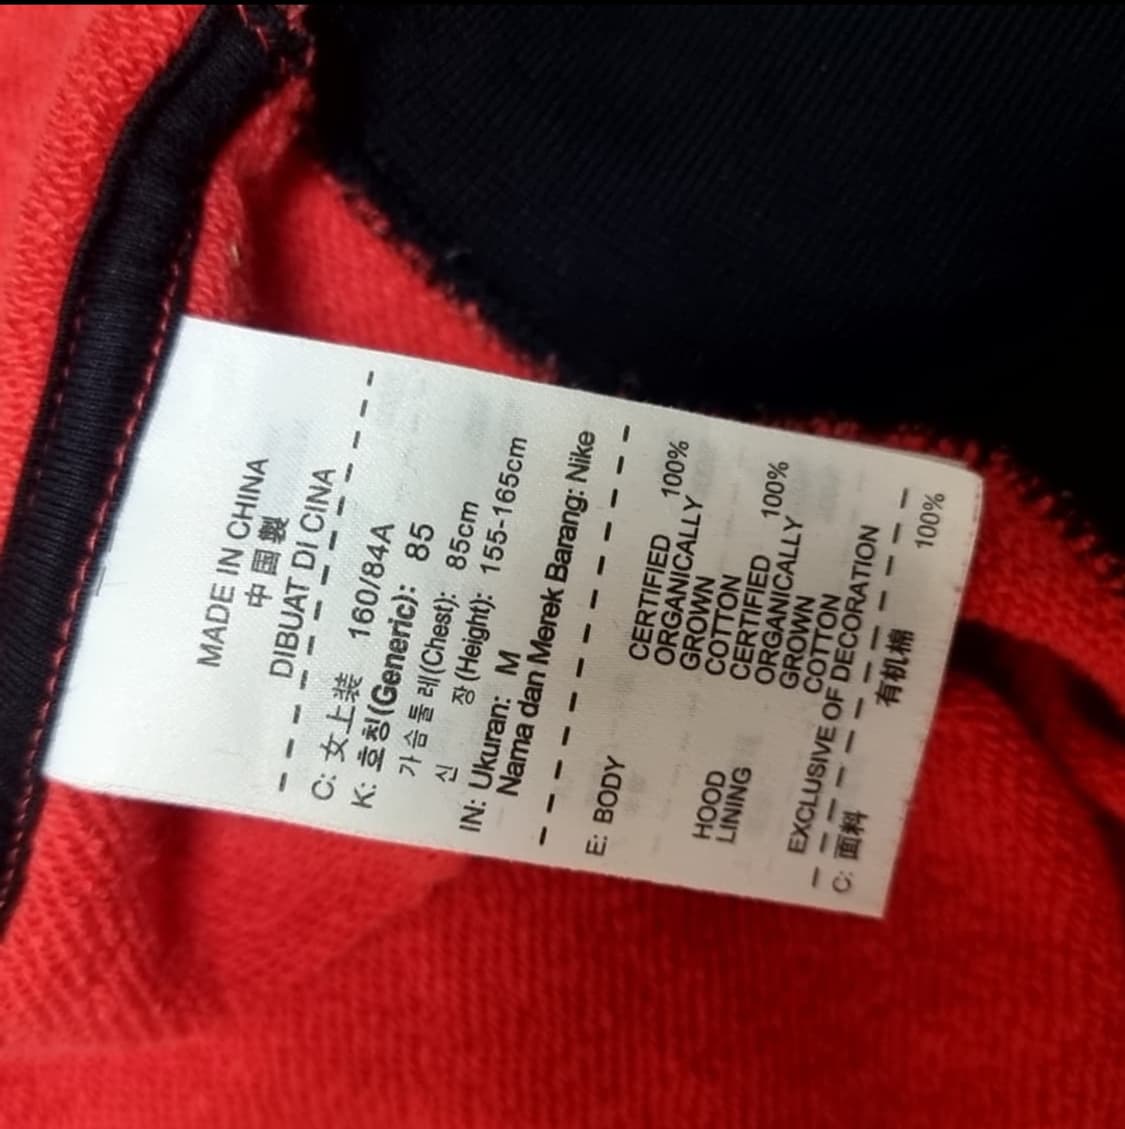 MADE IN CHINA
中国製
DIBUAT DI CINA
C: 女上装 160/84A
K: 호칭(Generic): 85
가슴둘레(Chest): 85cm
신 장(Height): 155-165cm
IN: Ukuran: M
Nama dan Merek Barang: Nike
E: BODY CERTIFIED 100%
ORGANICALLY
GROWN
COTTON
HOOD CERTIFIED 100%
LINING ORGANICALLY
GROWN
COTTON
EXCLUSIVE OF DECORATION
C: 面料 有机棉 100%